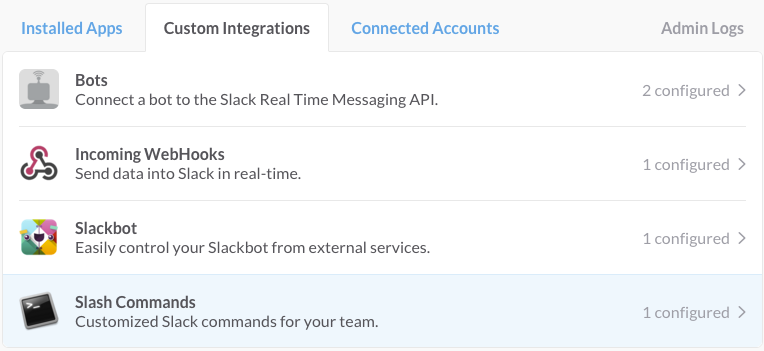 Installed Apps Custom Integrations Connected Accounts Admin Logs
Bots
Connect a bot to the Slack Real Time Messaging API.
2 configured
Incoming WebHooks
Send data into Slack in real-time.
1 configured
Slackbot
Easily control your Slackbot from external services.
1 configured
Slash Commands
Customized Slack commands for your team.
1 configured